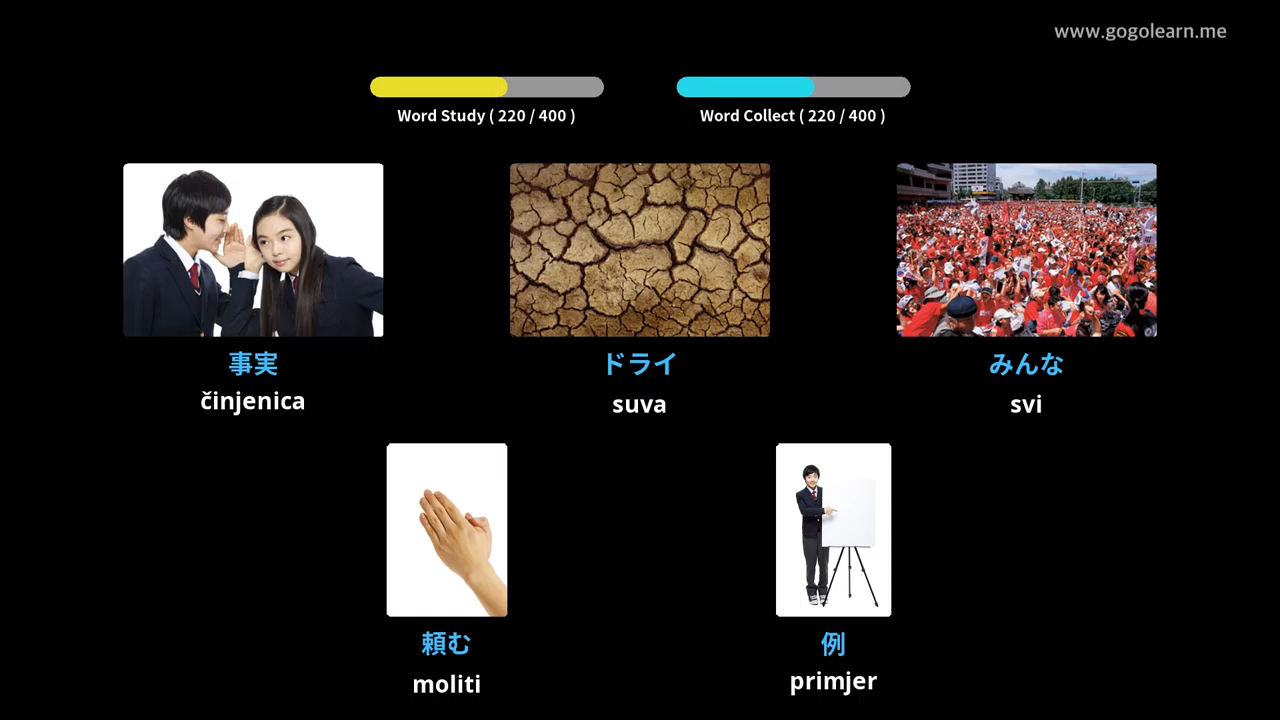 www.gogolearn.me
Word Study ( 220 / 400 )
Word Collect ( 220 / 400 )
事実
činjenica
ドライ
suva
みんな
svi
頼む
moliti
例
primjer